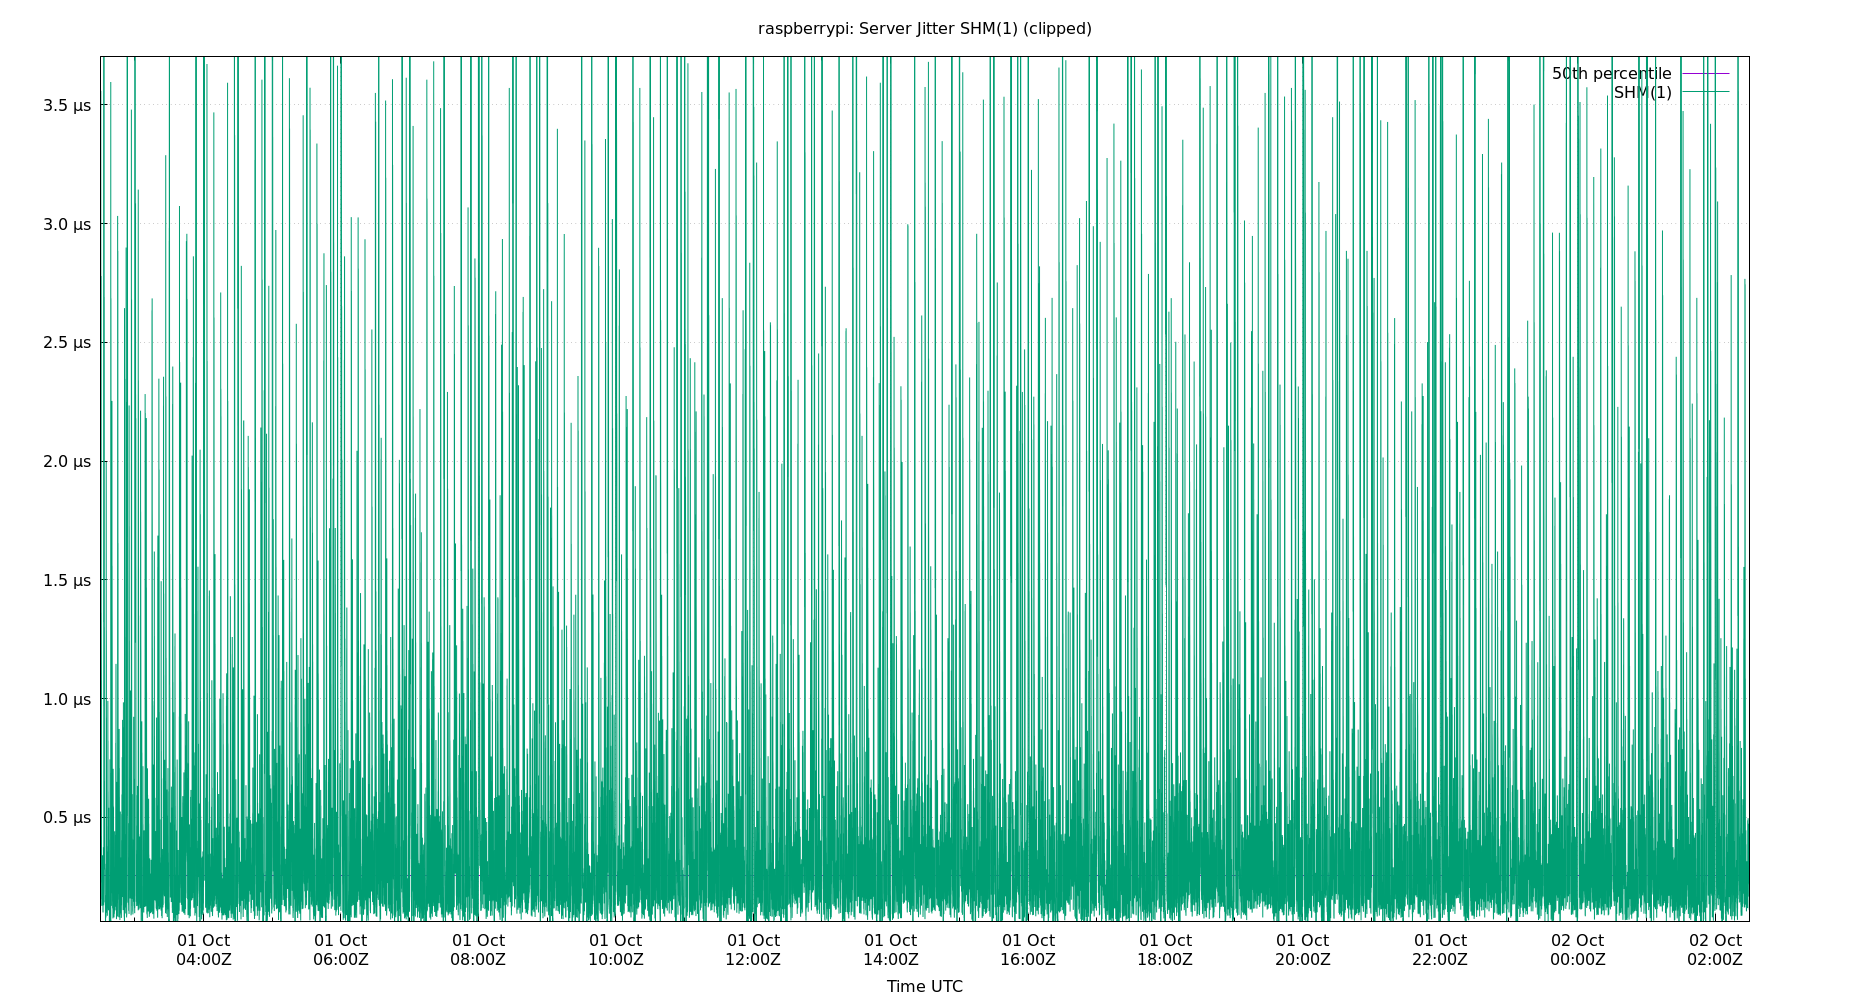 raspberrypi: Server Jitter SHM(1) (clipped)
50th percentile
SHM(1)
3.5 µs
3.0 µs
2.5 µs
2.0 µs
1.5 µs
1.0 µs
0.5 µs
01 Oct 01 Oct 01 Oct 01 Oct 01 Oct 01 Oct 01 Oct 01 Oct 01 Oct 01 Oct 02 Oct 02 Oct
04:00Z 06:00Z 08:00Z 10:00Z 12:00Z 14:00Z 16:00Z 18:00Z 20:00Z 22:00Z 00:00Z 02:00Z
Time UTC